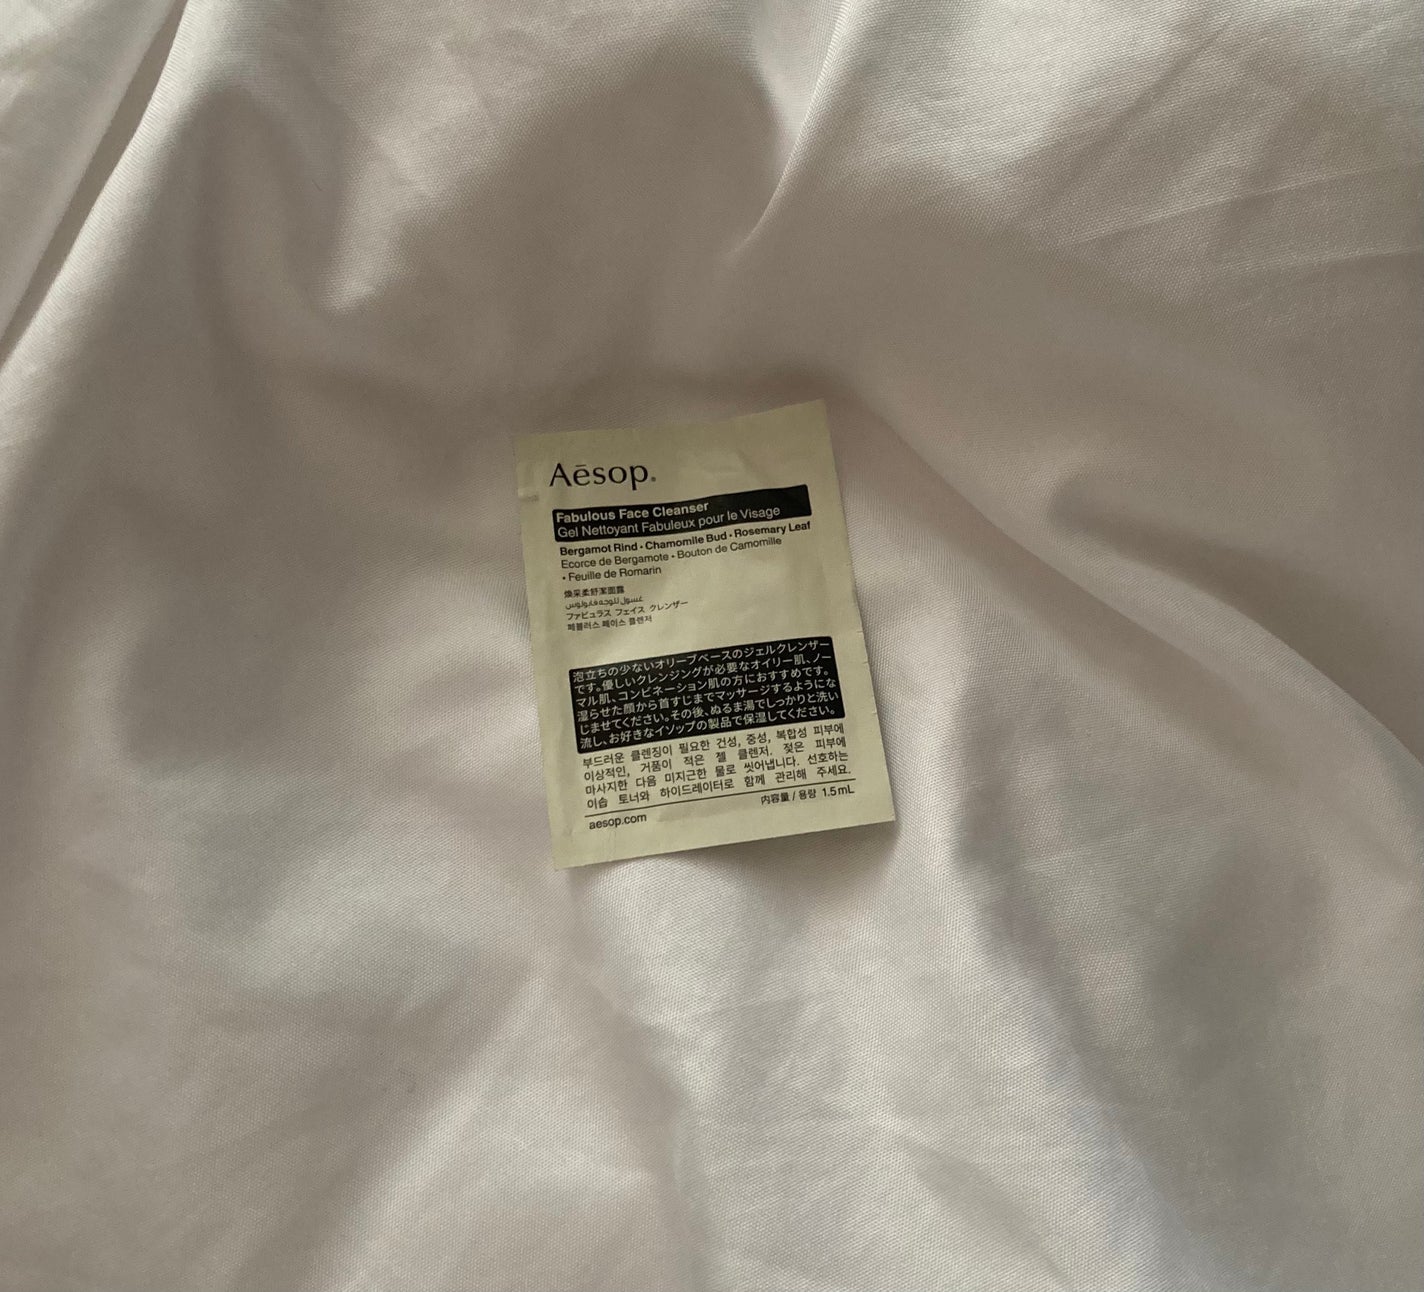 Aēsop.
Fabulous Face Cleanser
Gel Nettoyant Fabuleux pour le Visage
Bergamot Rind • Chamomile Bud • Rosemary Leaf
Ecorce de Bergamote • Bouton de Camomille
• Feuille de Romarin
煥采柔舒潔面露
غسول للوجه فابولوس
ファビュラス フェイス クレンザー
페뷸러스 페이스 클렌저
泡立ちの少ないオリーブベースのジェルクレンザー
です。優しいクレンジングが必要なオイリー肌、ノー
マル肌、コンビネーション肌の方におすすめです。
湿らせた顔から首すじまでマッサージするようにな
じませてください。その後、ぬるま湯でしっかりと洗い
流し、お好きなイソップの製品で保湿してください。
부드러운 클렌징이 필요한 건성, 중성, 복합성 피부에
이상적인, 거품이 적은 젤 클렌저. 젖은 피부에
마사지한 다음 미지근한 물로 씻어냅니다. 선호하는
이솝 토너와 하이드레이터로 함께 관리해 주세요.
内容量 / 용량 1.5 mL
aesop.com